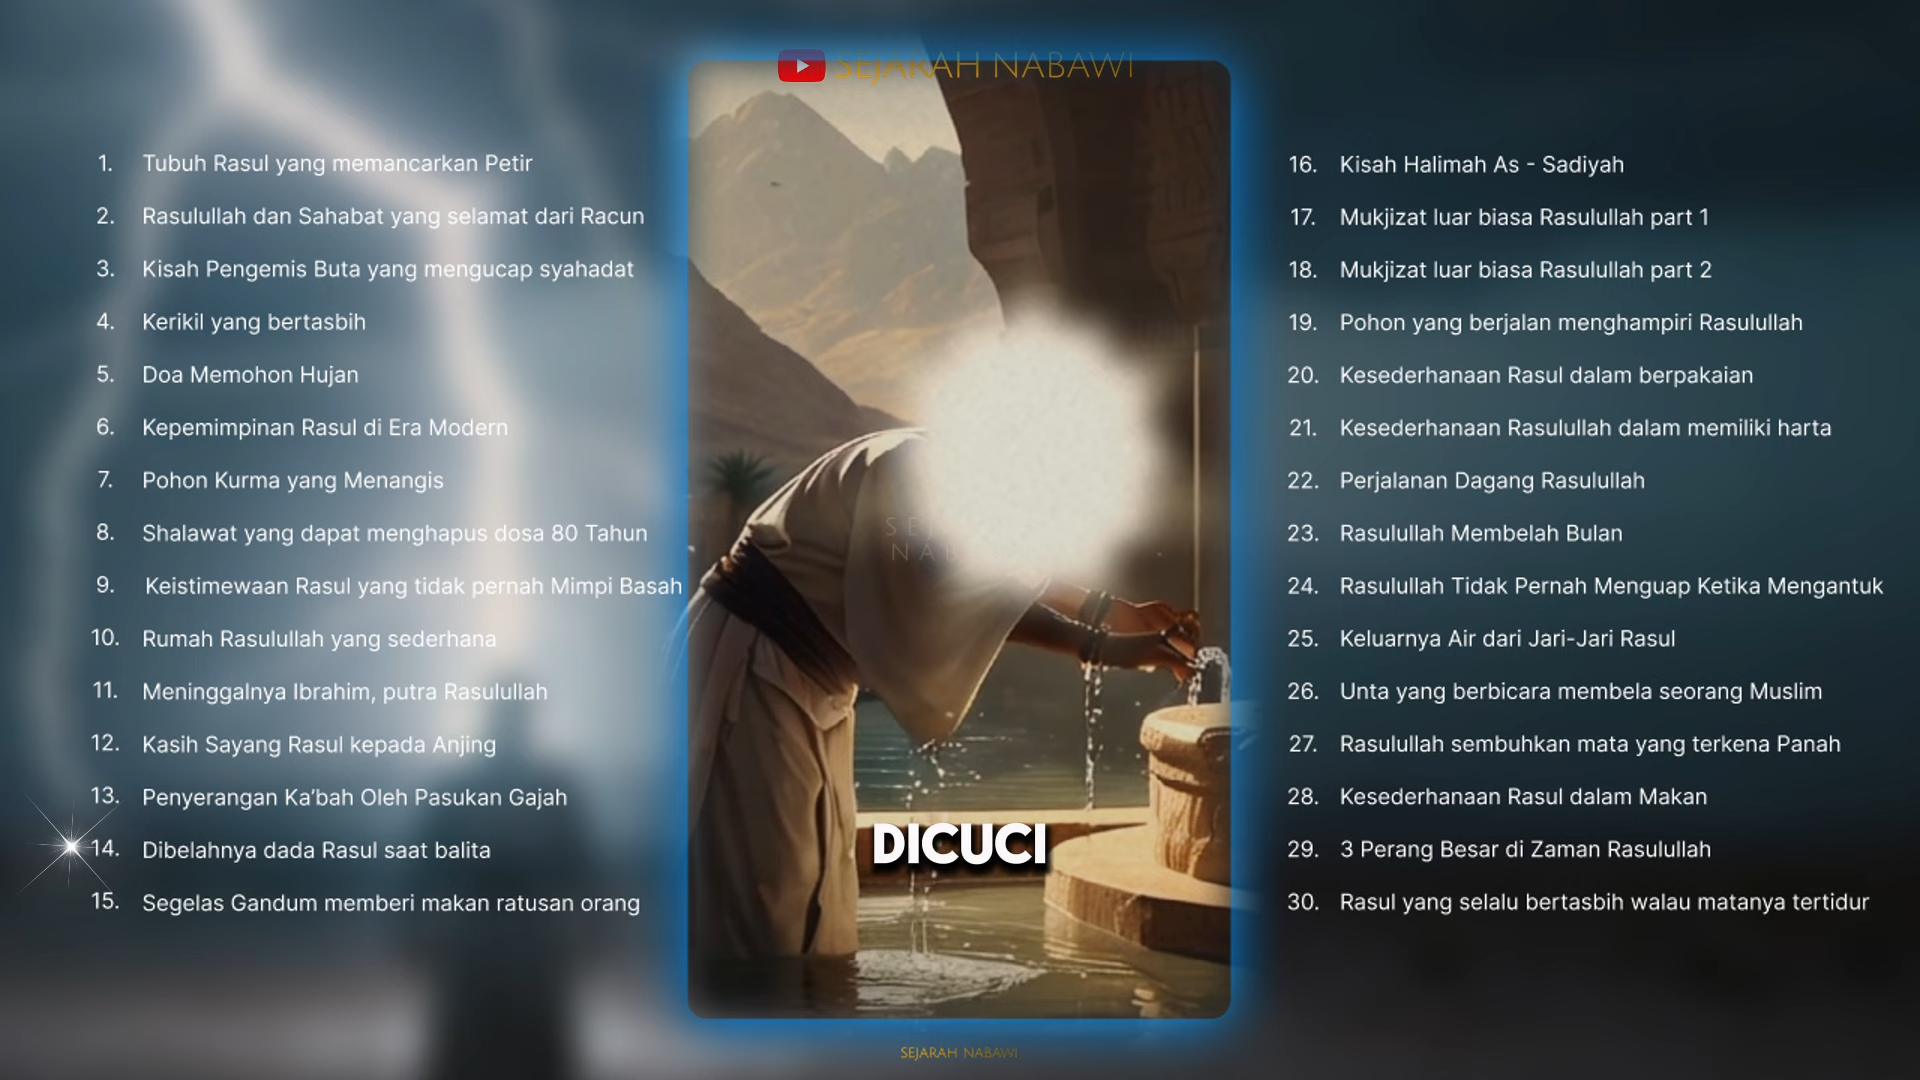 SEJARAH NABAWI
1. Tubuh Rasul yang memancarkan Petir
2. Rasulullah dan Sahabat yang selamat dari Racun
3. Kisah Pengemis Buta yang mengucap syahadat
4. Kerikil yang bertasbih
5. Doa Memohon Hujan
6. Kepemimpinan Rasul di Era Modern
7. Pohon Kurma yang Menangis
8. Shalawat yang dapat menghapus dosa 80 Tahun
9. Keistimewaan Rasul yang tidak pernah Mimpi Basah
10. Rumah Rasulullah yang sederhana
11. Meninggalnya Ibrahim, putra Rasulullah
12. Kasih Sayang Rasul kepada Anjing
13. Penyerangan Ka’bah Oleh Pasukan Gajah
14. Dibelahnya dada Rasul saat balita
15. Segelas Gandum memberi makan ratusan orang
DICUCI
16. Kisah Halimah As - Sadiyah
17. Mukjizat luar biasa Rasulullah part 1
18. Mukjizat luar biasa Rasulullah part 2
19. Pohon yang berjalan menghampiri Rasulullah
20. Kesederhanaan Rasul dalam berpakaian
21. Kesederhanaan Rasulullah dalam memiliki harta
22. Perjalanan Dagang Rasulullah
23. Rasulullah Membelah Bulan
24. Rasulullah Tidak Pernah Menguap Ketika Mengantuk
25. Keluarnya Air dari Jari-Jari Rasul
26. Unta yang berbicara membela seorang Muslim
27. Rasulullah sembuhkan mata yang terkena Panah
28. Kesederhanaan Rasul dalam Makan
29. 3 Perang Besar di Zaman Rasulullah
30. Rasul yang selalu bertasbih walau matanya tertidur
SEJARAH NABAWI